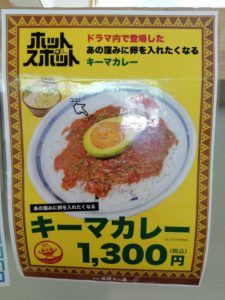 ホット
スポット
ドラマ内で登場した
あの窪みに卵を入れたくなる
キーマカレー
ココ!
あの窪みに卵を入れたくなる
キーマカレー
1,300円
(税込)